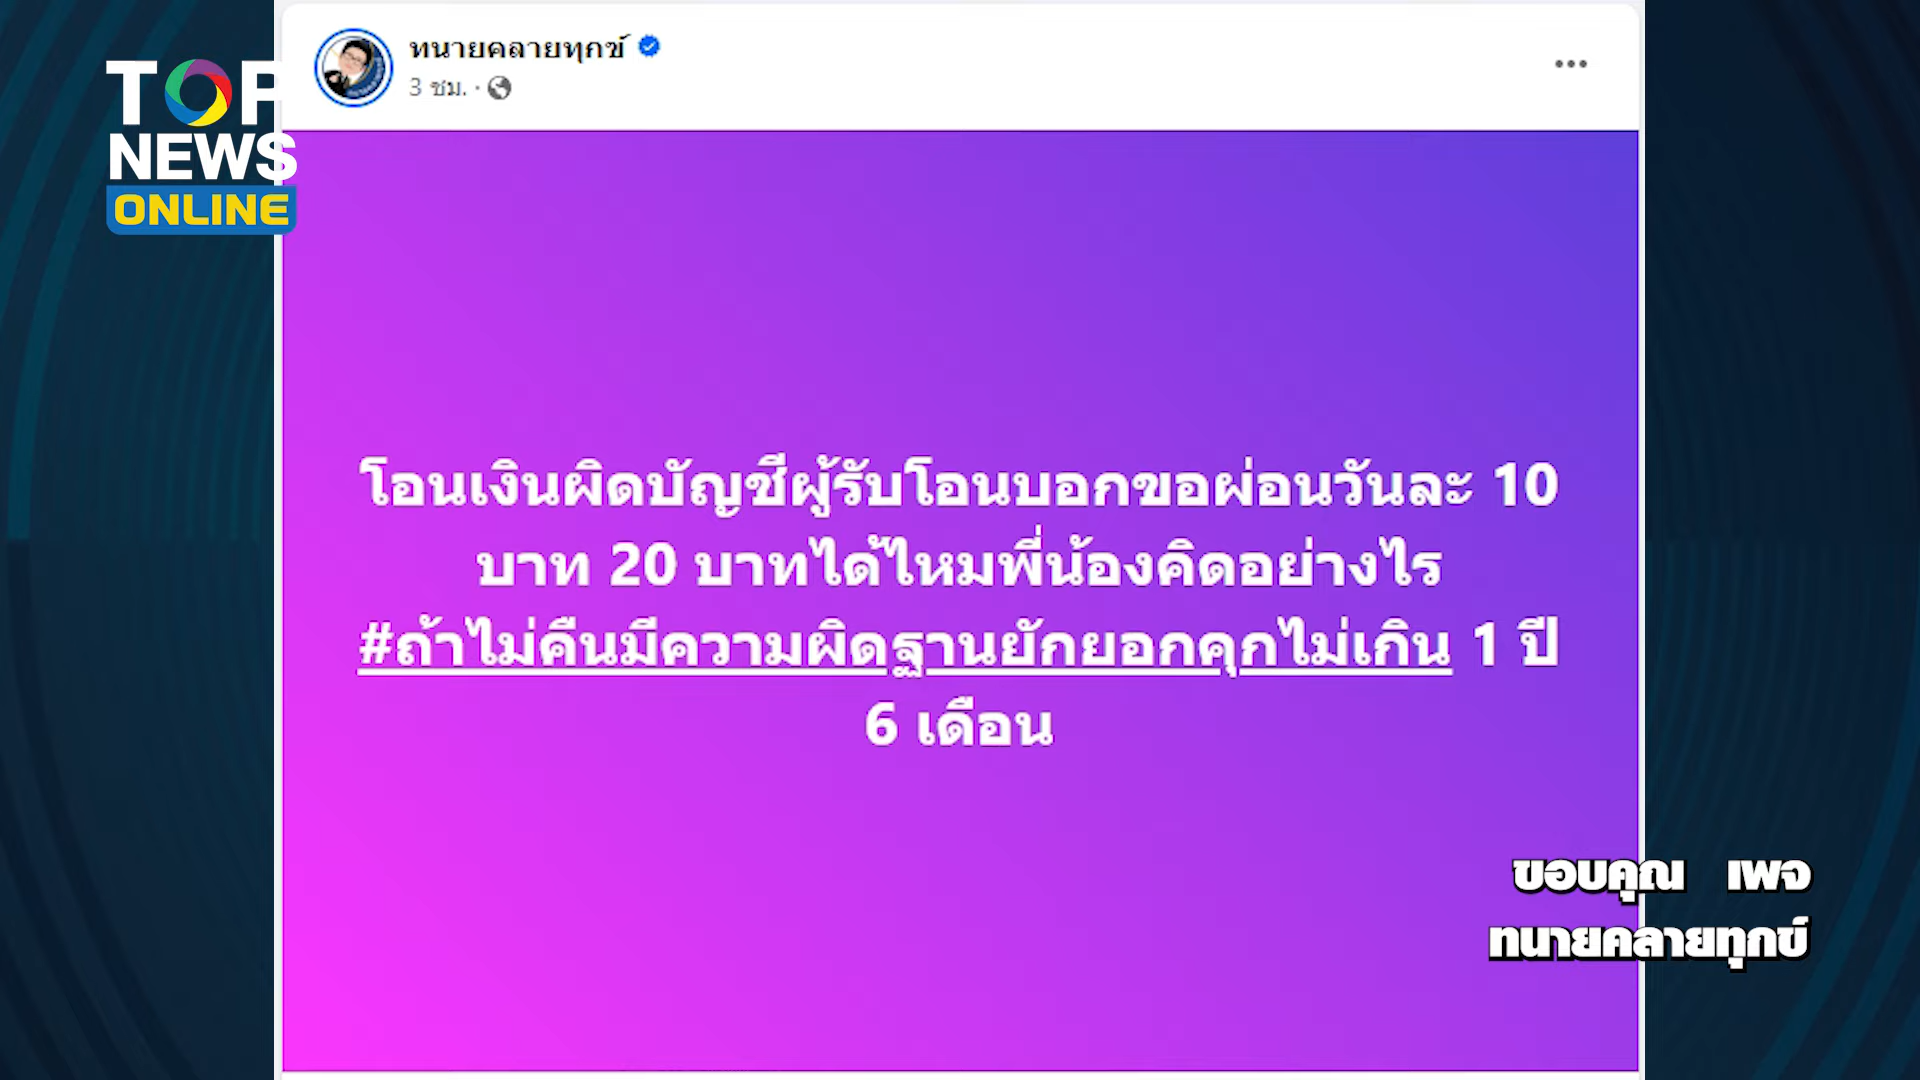 TOP
NEWS
ONLINE
ทนายคลายทุกข์
3 ชม. ·
โอนเงินผิดบัญชีผู้รับโอนบอกขอผ่อนวันละ 10
บาท 20 บาทได้ไหมพี่น้องคิดอย่างไร
#ถ้าไม่คืนมีความผิดฐานยักยอกคุกไม่เกิน 1 ปี
6 เดือน
ขอบคุณ เพจ
ทนายคลายทุกข์